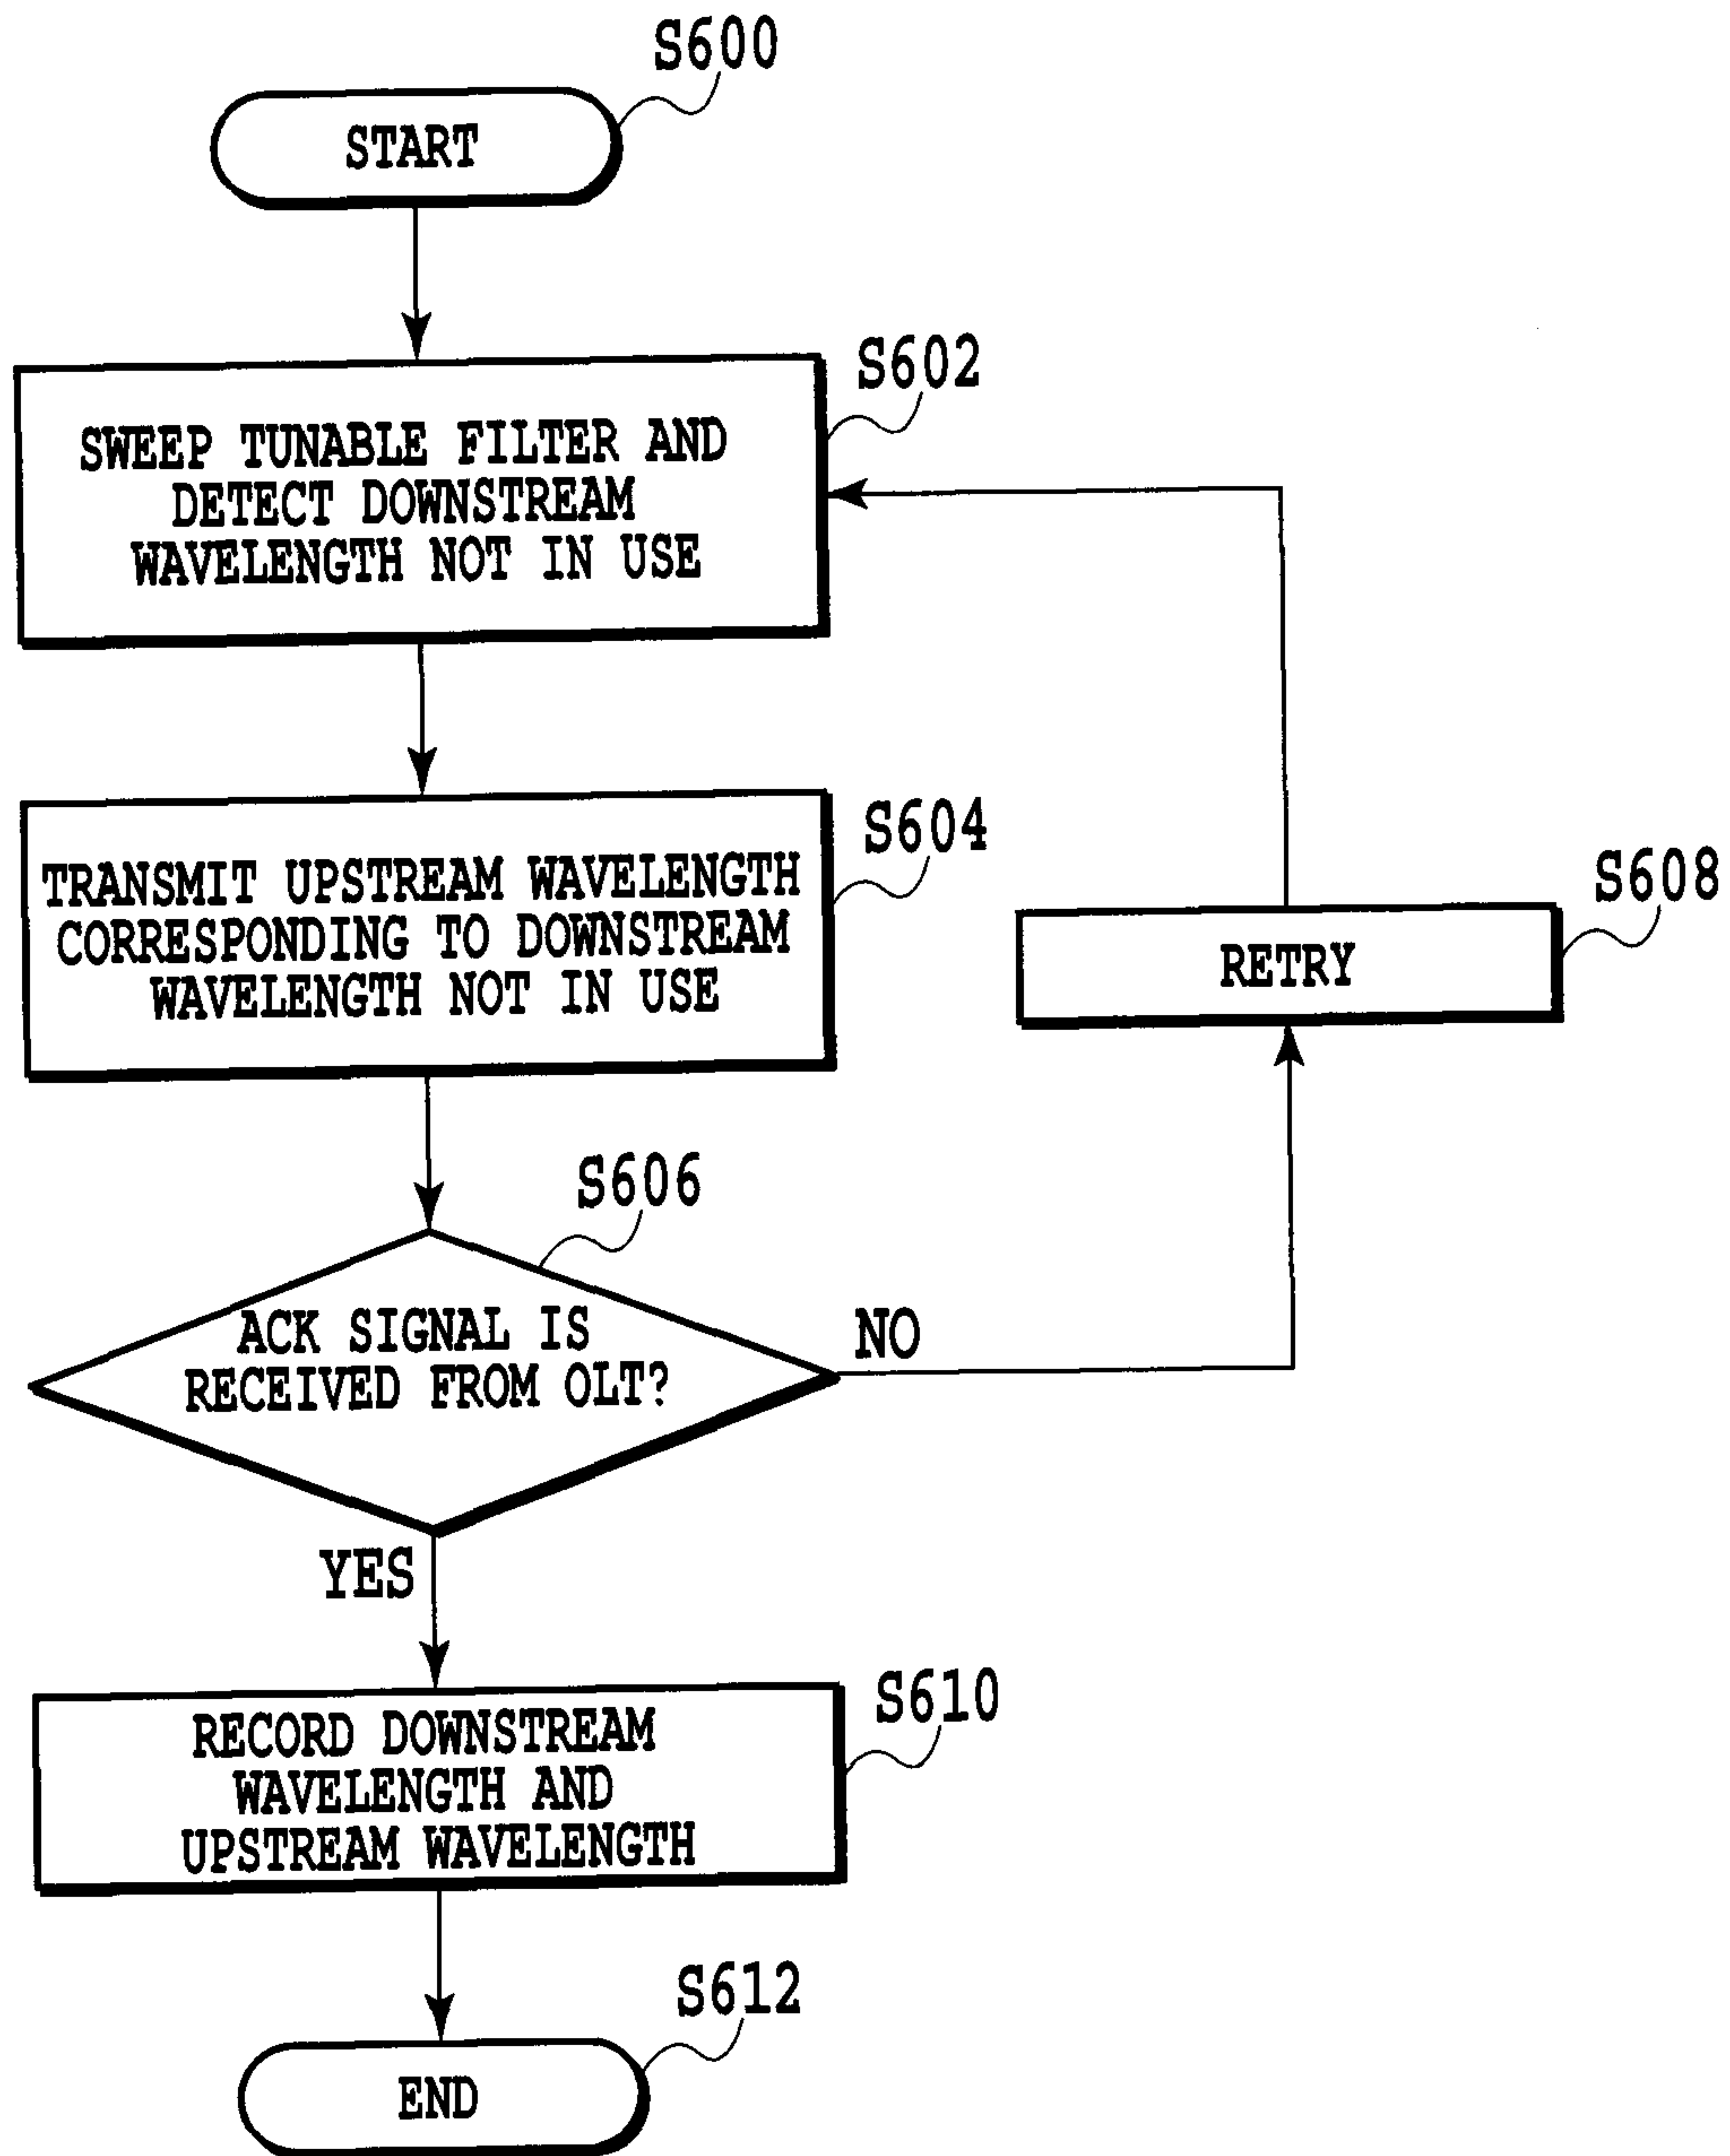 S600
START
S602
SWEEP TUNABLE FILTER AND
DETECT DOWNSTREAM
WAVELENGTH NOT IN USE
S604
TRANSMIT UPSTREAM WAVELENGTH
CORRESPONDING TO DOWNSTREAM
WAVELENGTH NOT IN USE
S608
RETRY
S606
ACK SIGNAL IS
RECEIVED FROM OLT?
NO
YES
S610
RECORD DOWNSTREAM
WAVELENGTH AND
UPSTREAM WAVELENGTH
S612
END